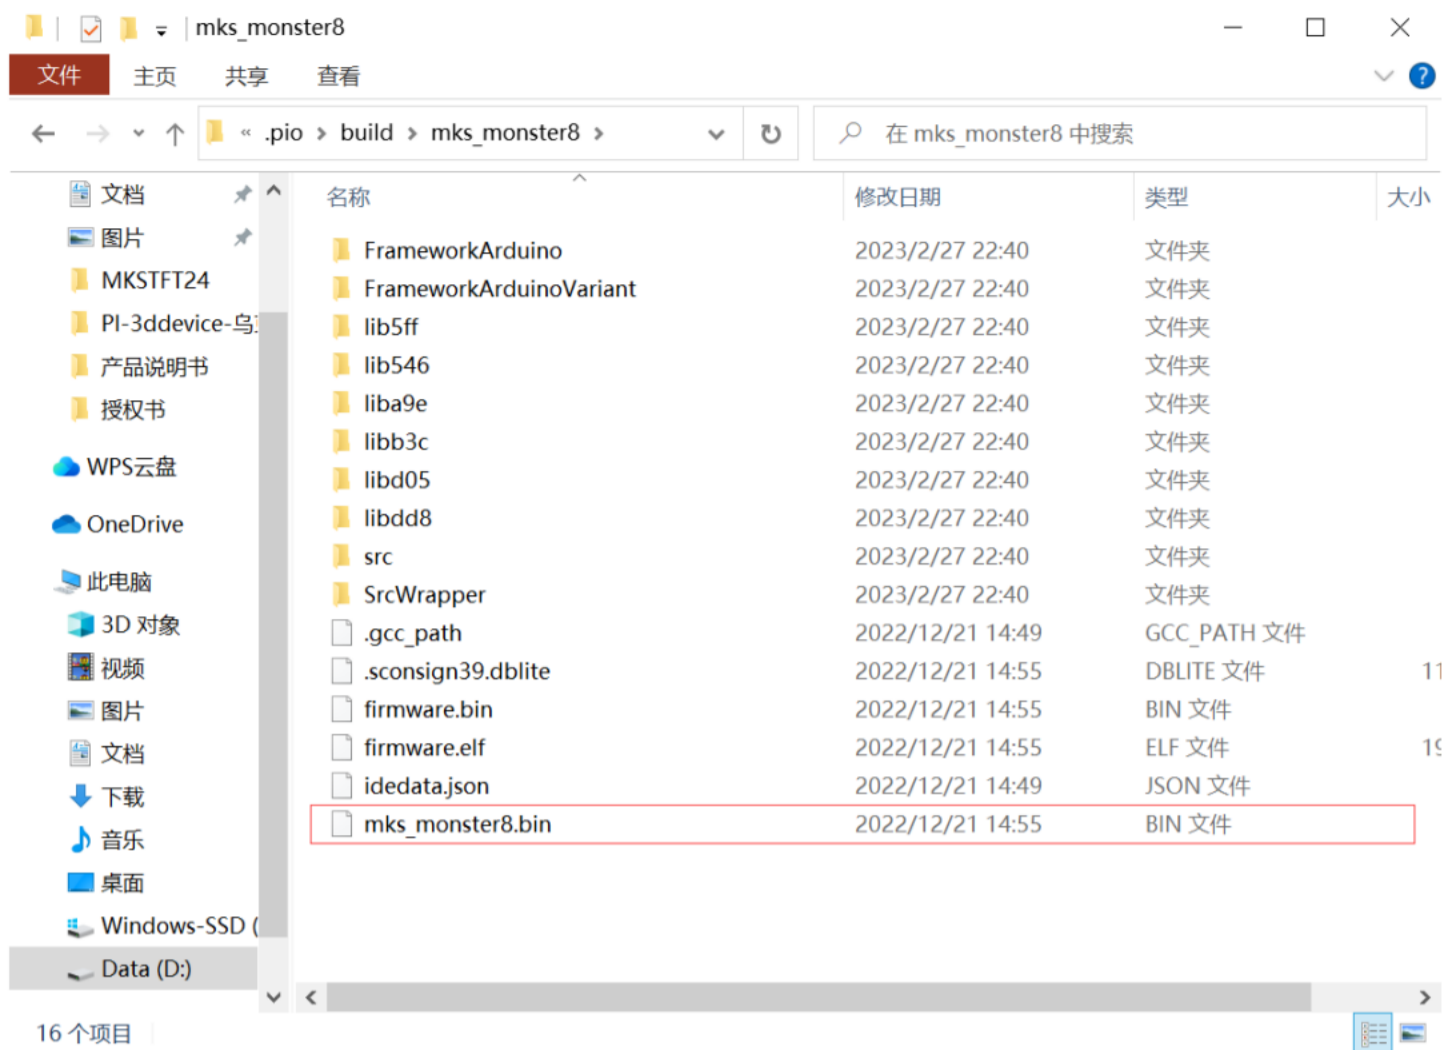 mks_monster8
文件 主页 共享 查看
« .pio > build > mks_monster8 >
在 mks_monster8 中搜索
文档
图片
MKSTFT24
PI-3ddevice-乌
产品说明书
授权书
WPS云盘
OneDrive
此电脑
3D 对象
视频
图片
文档
下载
音乐
桌面
Windows-SSD (
Data (D:)
名称 修改日期 类型 大小
FrameworkArduino 2023/2/27 22:40 文件夹
FrameworkArduinoVariant 2023/2/27 22:40 文件夹
lib5ff 2023/2/27 22:40 文件夹
lib546 2023/2/27 22:40 文件夹
liba9e 2023/2/27 22:40 文件夹
libb3c 2023/2/27 22:40 文件夹
libd05 2023/2/27 22:40 文件夹
libdd8 2023/2/27 22:40 文件夹
src 2023/2/27 22:40 文件夹
SrcWrapper 2023/2/27 22:40 文件夹
.gcc_path 2022/12/21 14:49 GCC_PATH 文件
.sconsign39.dblite 2022/12/21 14:55 DBLITE 文件 11
firmware.bin 2022/12/21 14:55 BIN 文件
firmware.elf 2022/12/21 14:55 ELF 文件 19
idedata.json 2022/12/21 14:49 JSON 文件
mks_monster8.bin 2022/12/21 14:55 BIN 文件
16 个项目